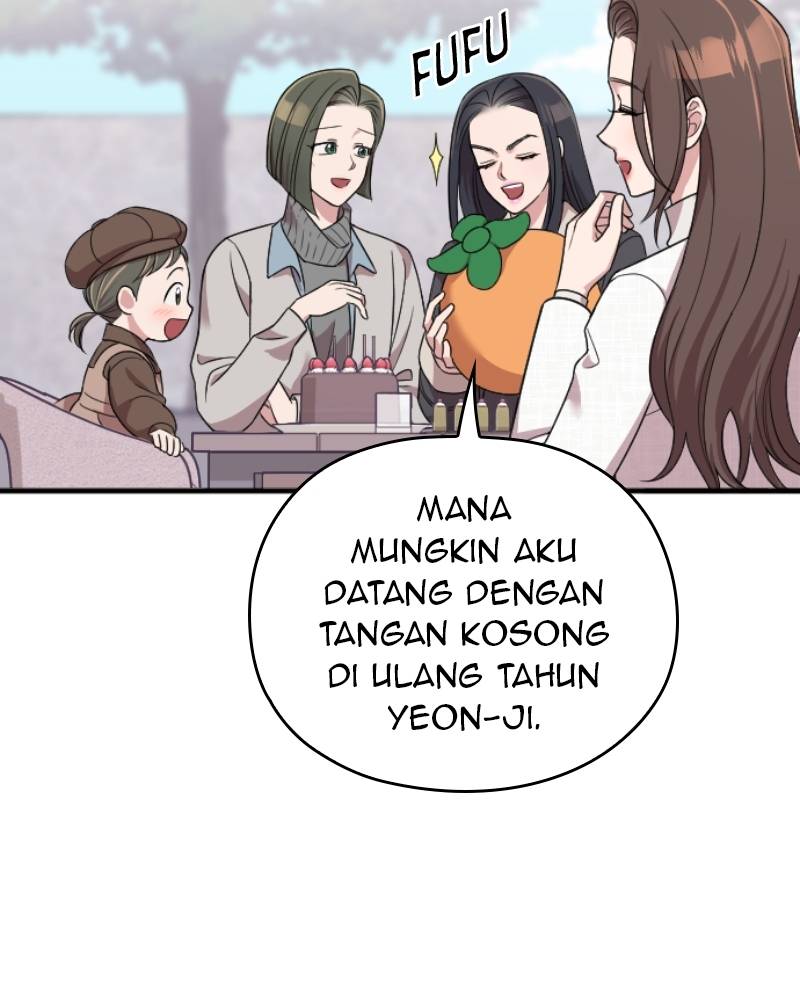 FUFU
MANA
MUNGKIN AKU
DATANG DENGAN
TANGAN KOSONG
DI ULANG TAHUN
YEON-JI.